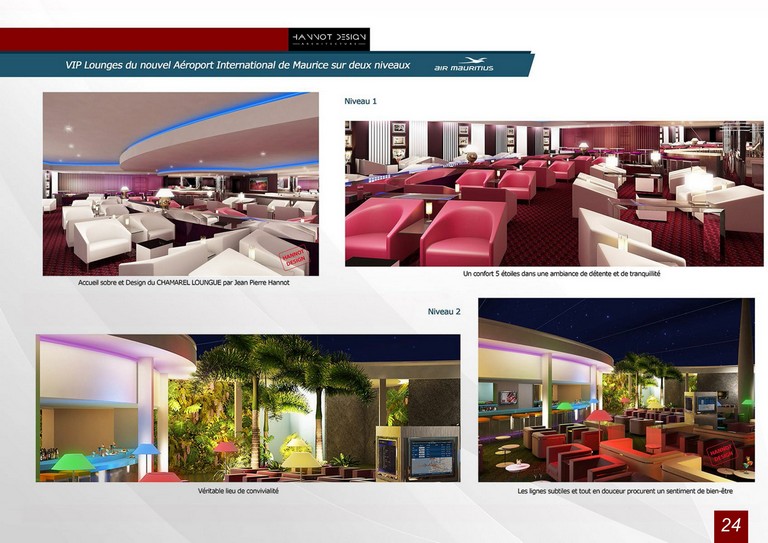 HANNOT DESIGN
ARCHITECTURE
VIP Lounges du nouvel Aéroport International de Maurice sur deux niveaux
AIR MAURITIUS
Niveau 1
HANNOT
DESIGN
Accueil sobre et Design du CHAMAREL LOUNGUE par Jean Pierre Hannot
Un confort 5 étoiles dans une ambiance de détente et de tranquilité
Niveau 2
HANNOT
DESIGN
Véritable lieu de convivialité
Les lignes subtiles et tout en douceur procurent un sentiment de bien-être
24